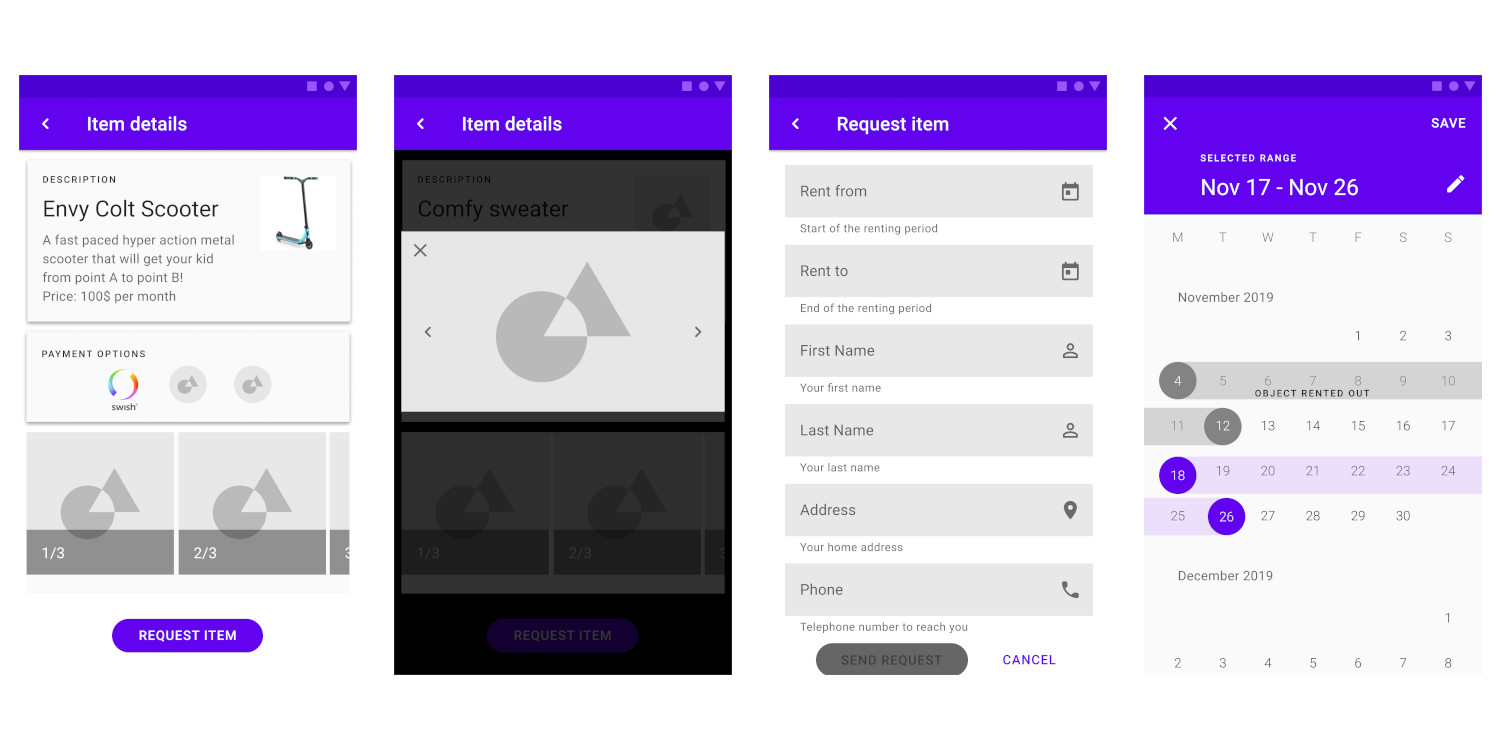 Item details
DESCRIPTION
Envy Colt Scooter
A fast paced hyper action metal
scooter that will get your kid
from point A to point B!
Price: 100$ per month
PAYMENT OPTIONS
swish
1/3
2/3
3
REQUEST ITEM
Item details
DESCRIPTION
Comfy sweater
1/3
2/3
REQUEST ITEM
Request item
Rent from
Start of the renting period
Rent to
End of the renting period
First Name
Your first name
Last Name
Your last name
Address
Your home address
Phone
Telephone number to reach you
SEND REQUEST CANCEL
SAVE
SELECTED RANGE
Nov 17 - Nov 26
M T W T F S S
November 2019
1 2 3
4 5 6 7 8 9 10
OBJECT RENTED OUT
11 12 13 14 15 16 17
18 19 20 21 22 23 24
25 26 27 28 29 30
December 2019
1
2 3 4 5 6 7 8